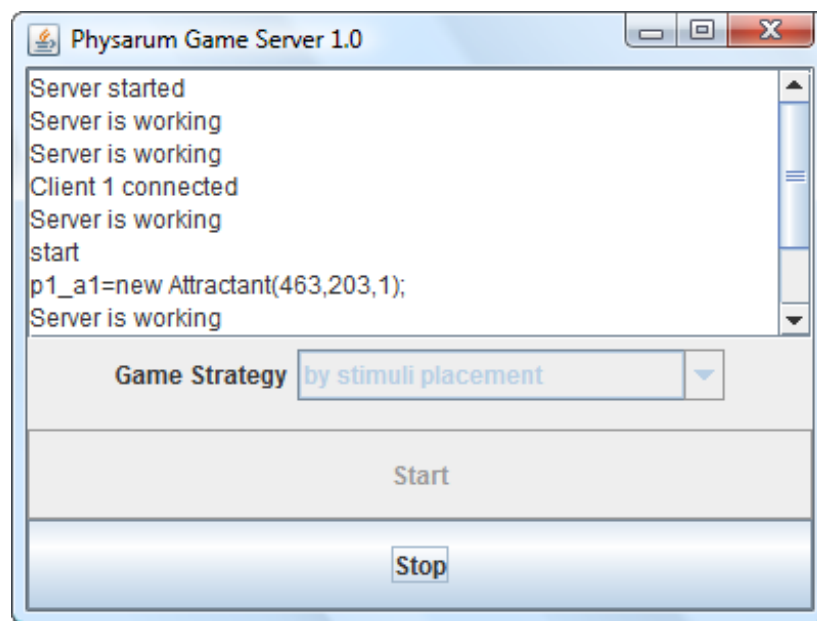 Physarum Game Server 1.0
Server started
Server is working
Server is working
Client 1 connected
Server is working
start
p1_a1=new Attractant(463,203,1);
Server is working
Game Strategy by stimuli placement
Start
Stop